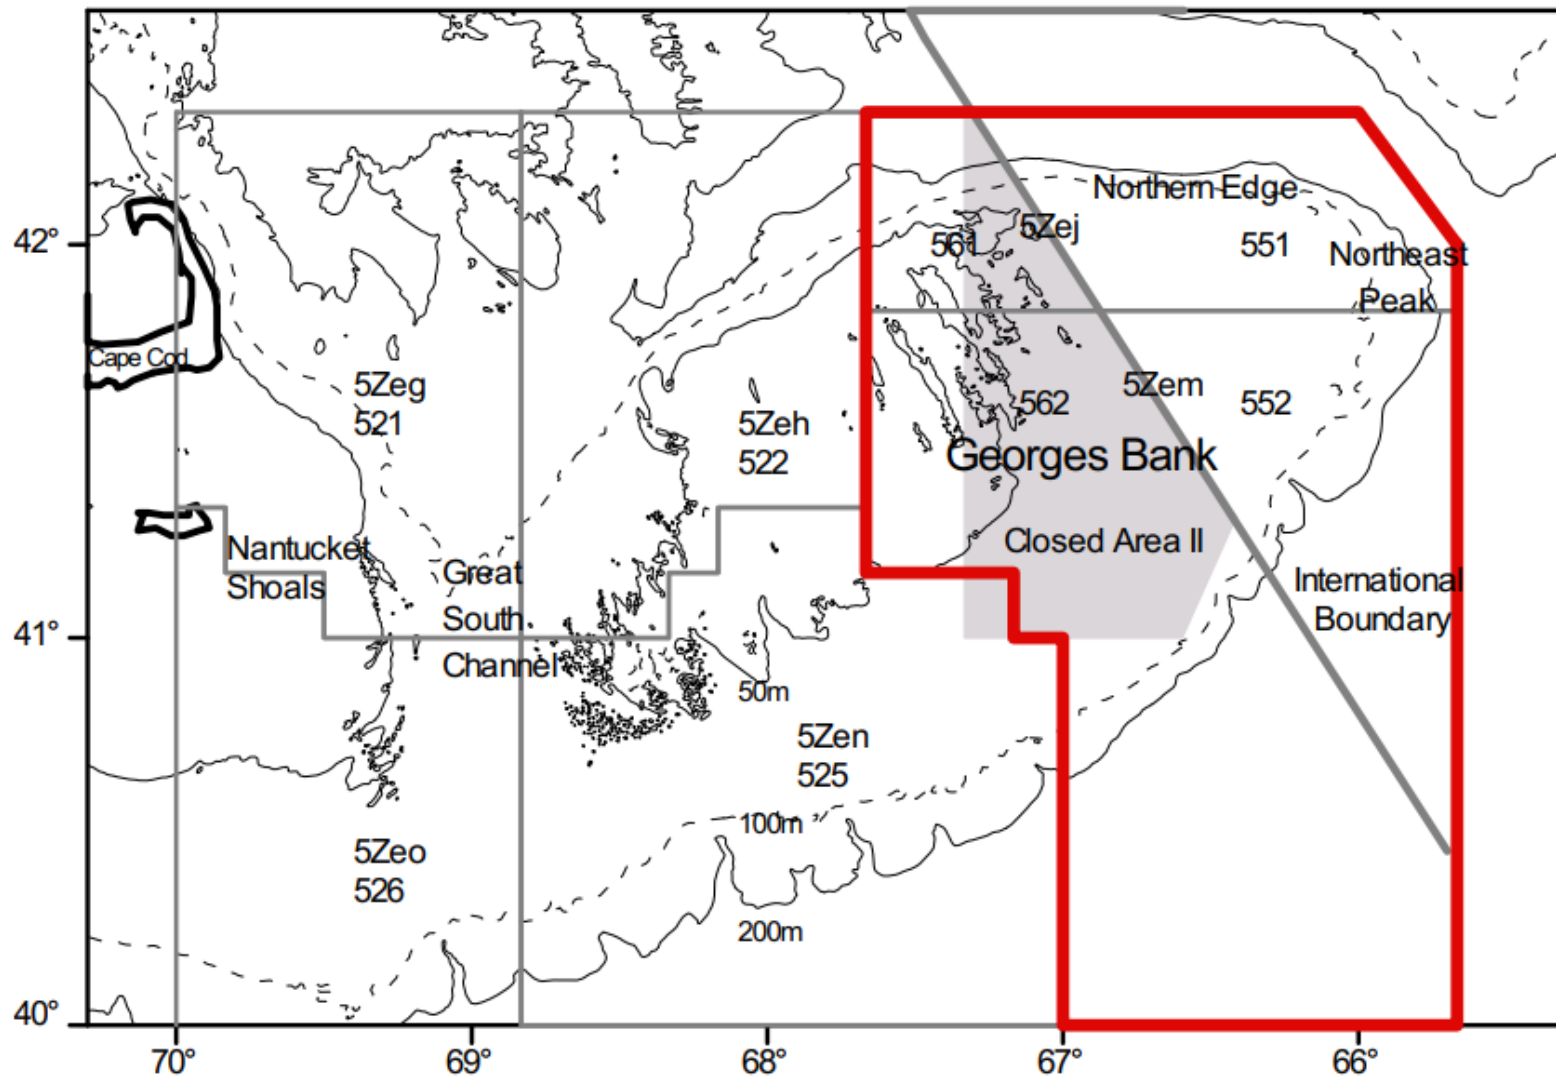 Northern Edge
42°
561
5Zej
551
Northeast
Peak
Cape Cod
5Zeg
521
5Zeh
522
562
5Zem
552
Georges Bank
Closed Area II
Nantucket
Shoals
Great
South
Channel
International
Boundary
41°
50m
5Zen
525
100m
5Zeo
526
200m
40°
70°
69°
68°
67°
66°